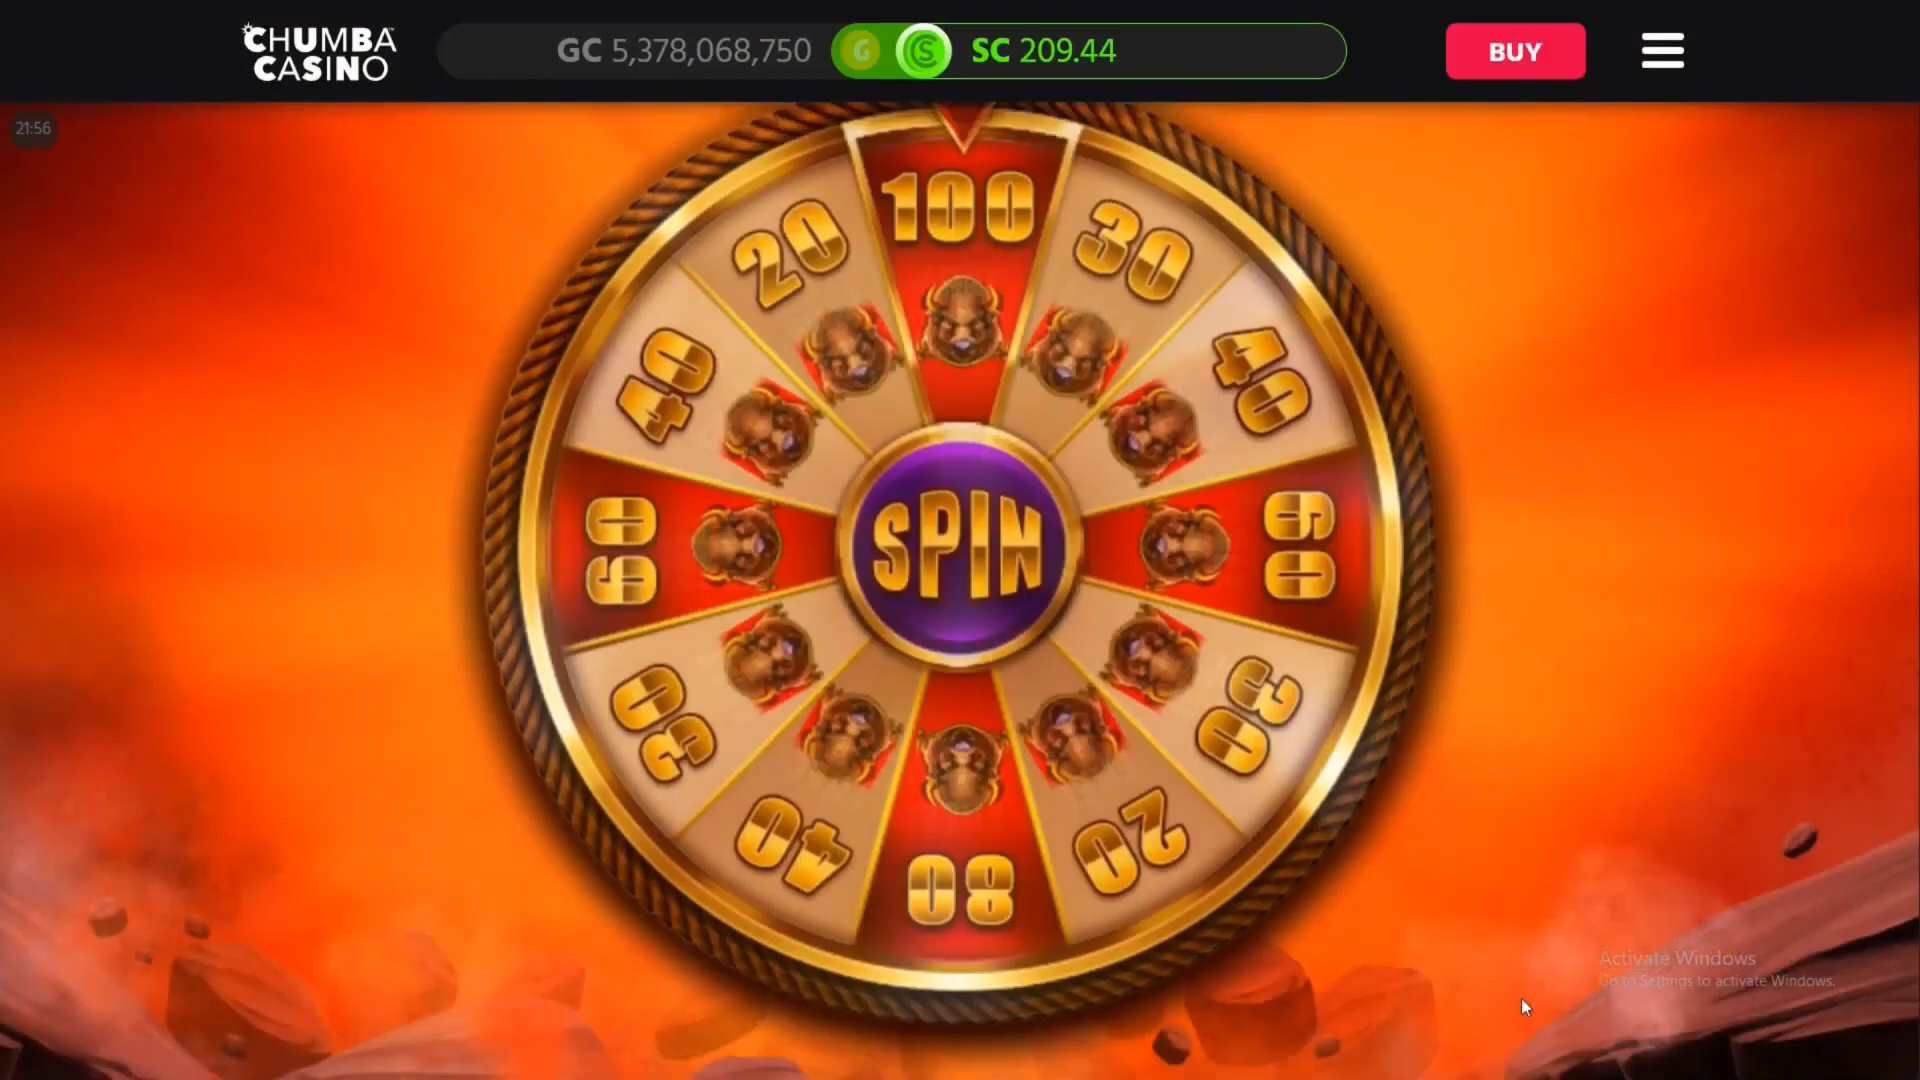 CHUMBA
CASINO
GC 5,378,068,750
G
S
SC 209.44
BUY
21:56
100
30
40
60
30
20
80
40
30
60
40
20
SPIN
Activate Windows
Go to Settings to activate Windows.